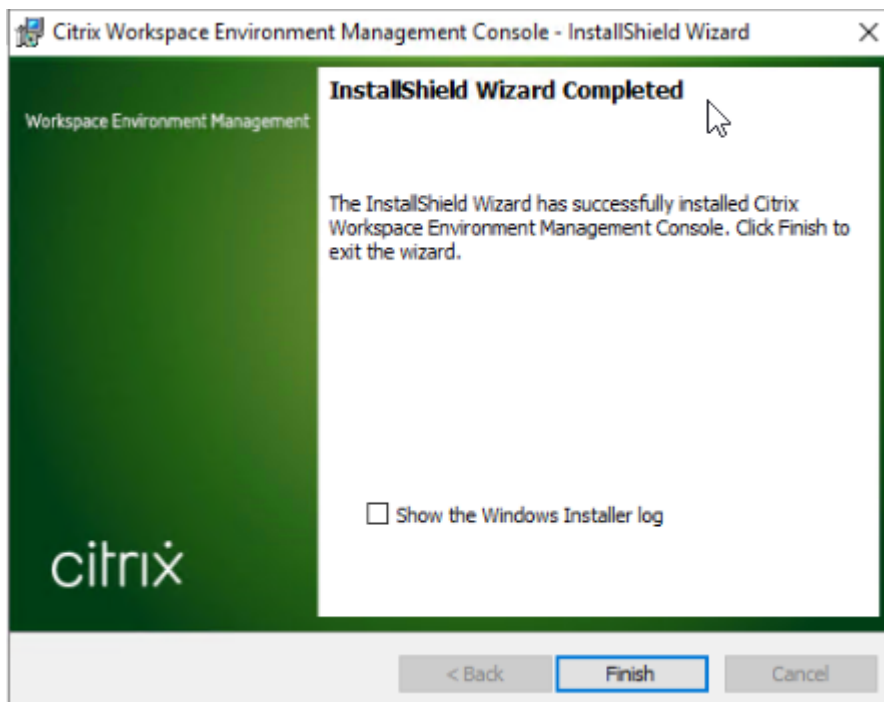 Citrix Workspace Environment Management Console - InstallShield Wizard
InstallShield Wizard Completed
Workspace Environment Management
The InstallShield Wizard has successfully installed Citrix
Workspace Environment Management Console. Click Finish to
exit the wizard.
Show the Windows Installer log
citrix
< Back
Finish
Cancel